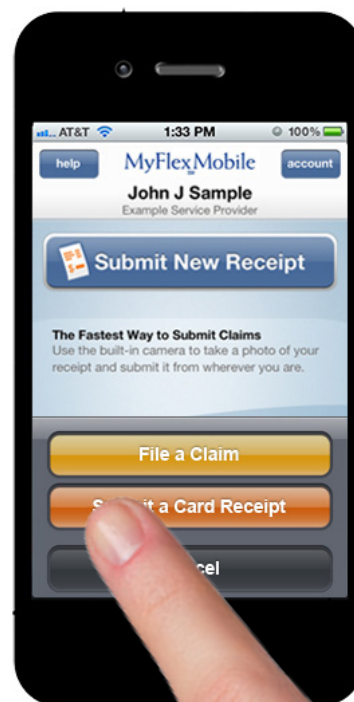 AT&T 1:33 PM 100%
help MyFlexMobile account
SM
John J Sample
Example Service Provider
Submit New Receipt
The Fastest Way to Submit Claims
Use the built-in camera to take a photo of your
receipt and submit it from wherever you are.
File a Claim
S it a Card Receipt
cel